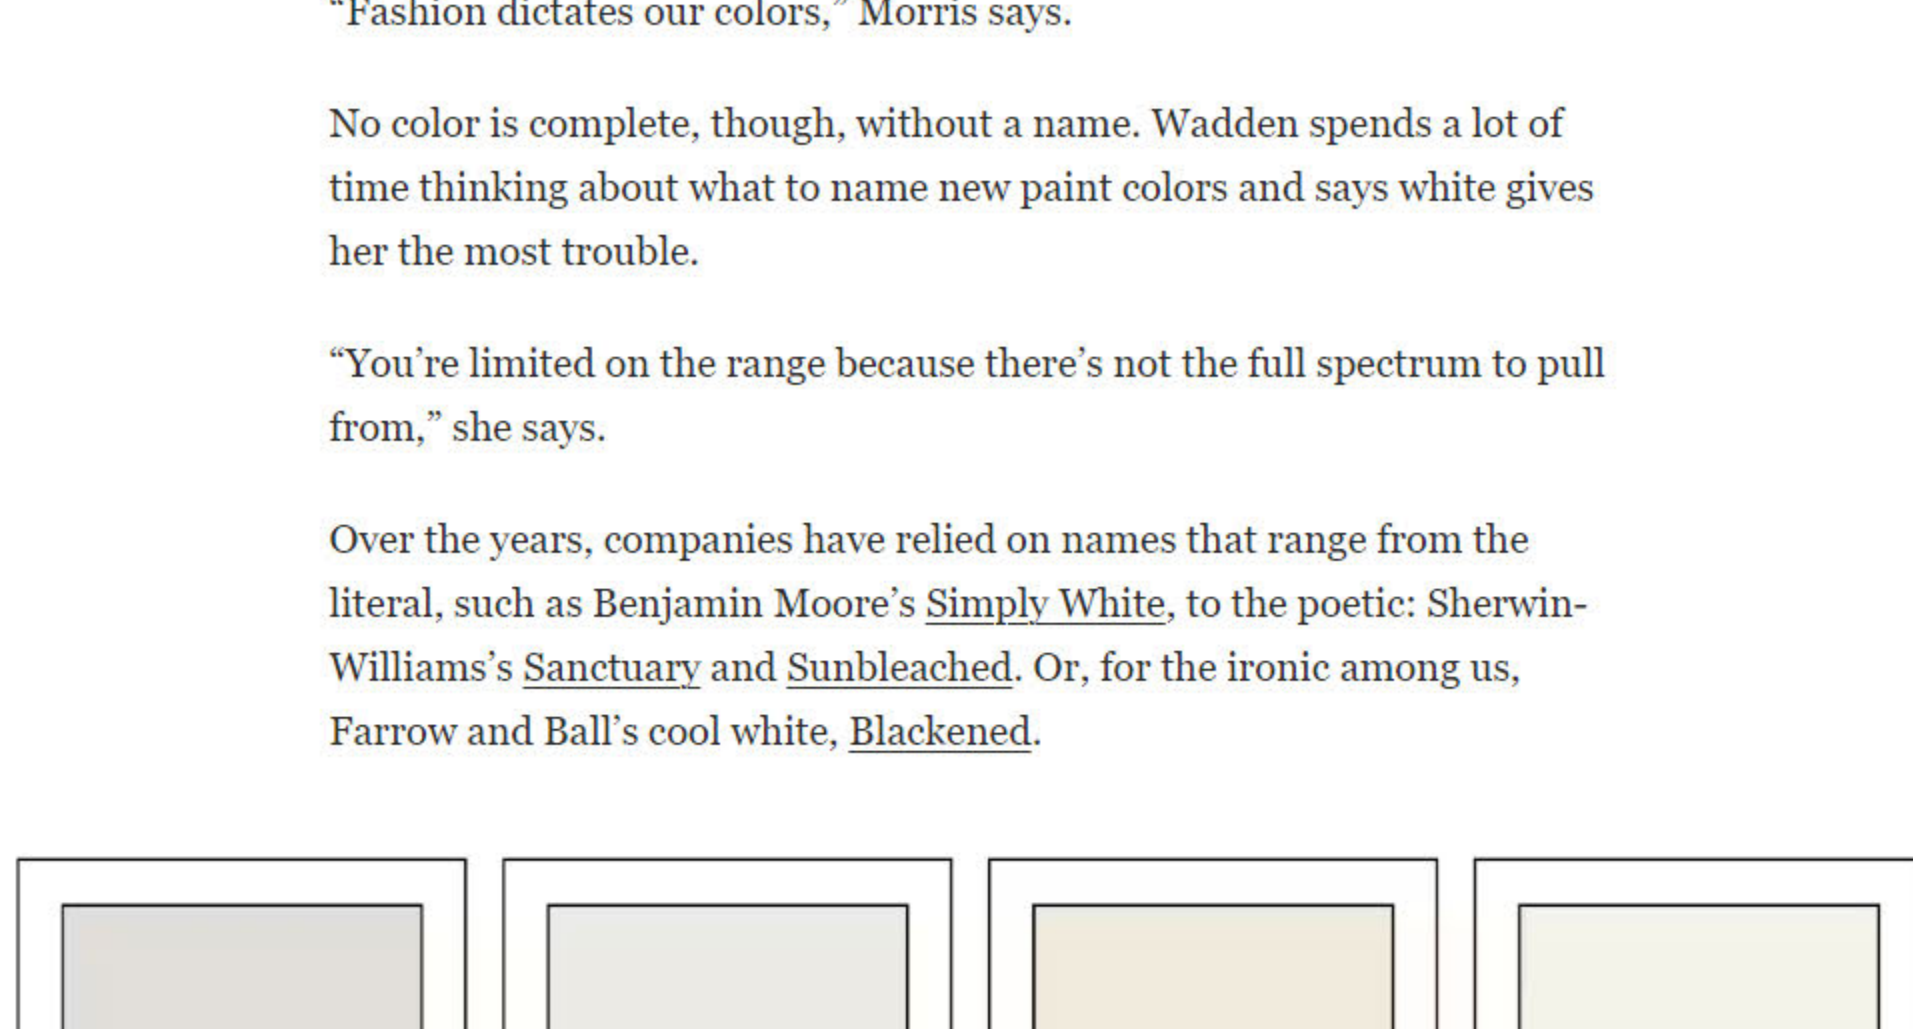 “Fashion dictates our colors,” Morris says.
No color is complete, though, without a name. Wadden spends a lot of
time thinking about what to name new paint colors and says white gives
her the most trouble.
“You’re limited on the range because there’s not the full spectrum to pull
from,” she says.
Over the years, companies have relied on names that range from the
literal, such as Benjamin Moore’s Simply White, to the poetic: Sherwin-
Williams’s Sanctuary and Sunbleached. Or, for the ironic among us,
Farrow and Ball’s cool white, Blackened.